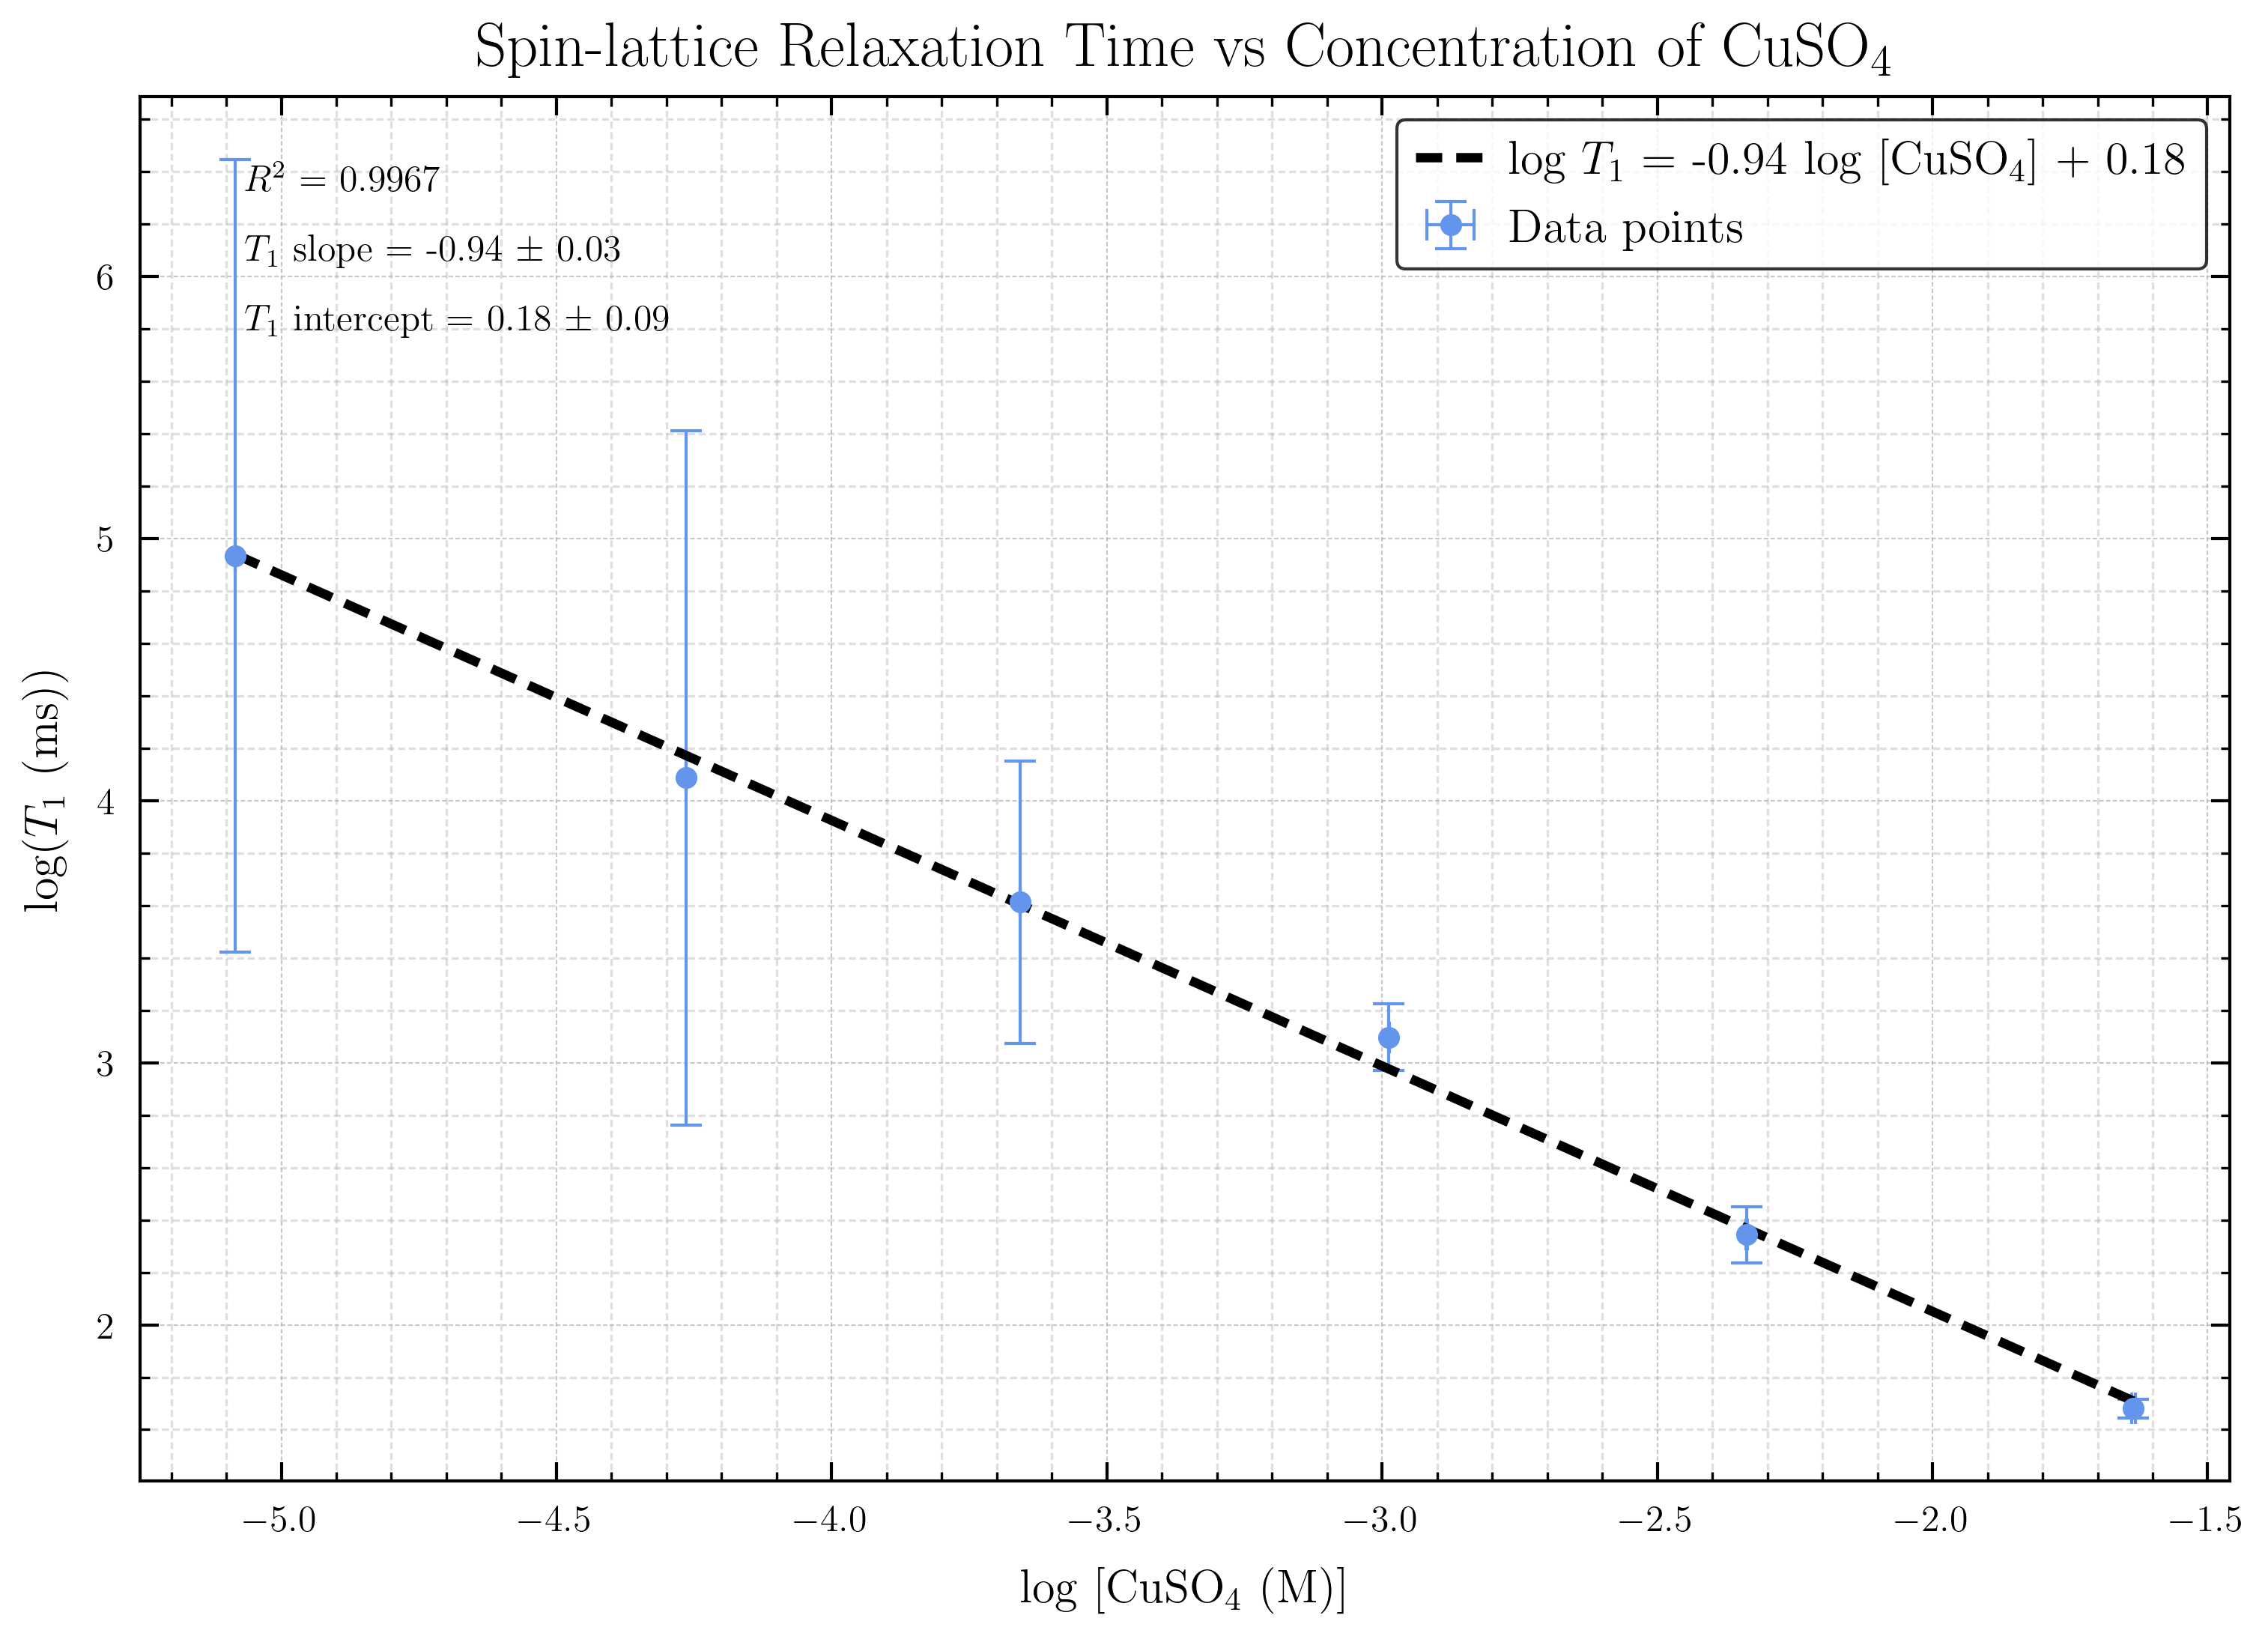 Spin-lattice Relaxation Time vs Concentration of CuSO₄
R² = 0.9967
T₁ slope = -0.94 ± 0.03
T₁ intercept = 0.18 ± 0.09
log T₁ = -0.94 log [CuSO₄] + 0.18
Data points
log(T₁ (ms))
6
5
4
3
2
−5.0 −4.5 −4.0 −3.5 −3.0 −2.5 −2.0 −1.5
log [CuSO₄ (M)]